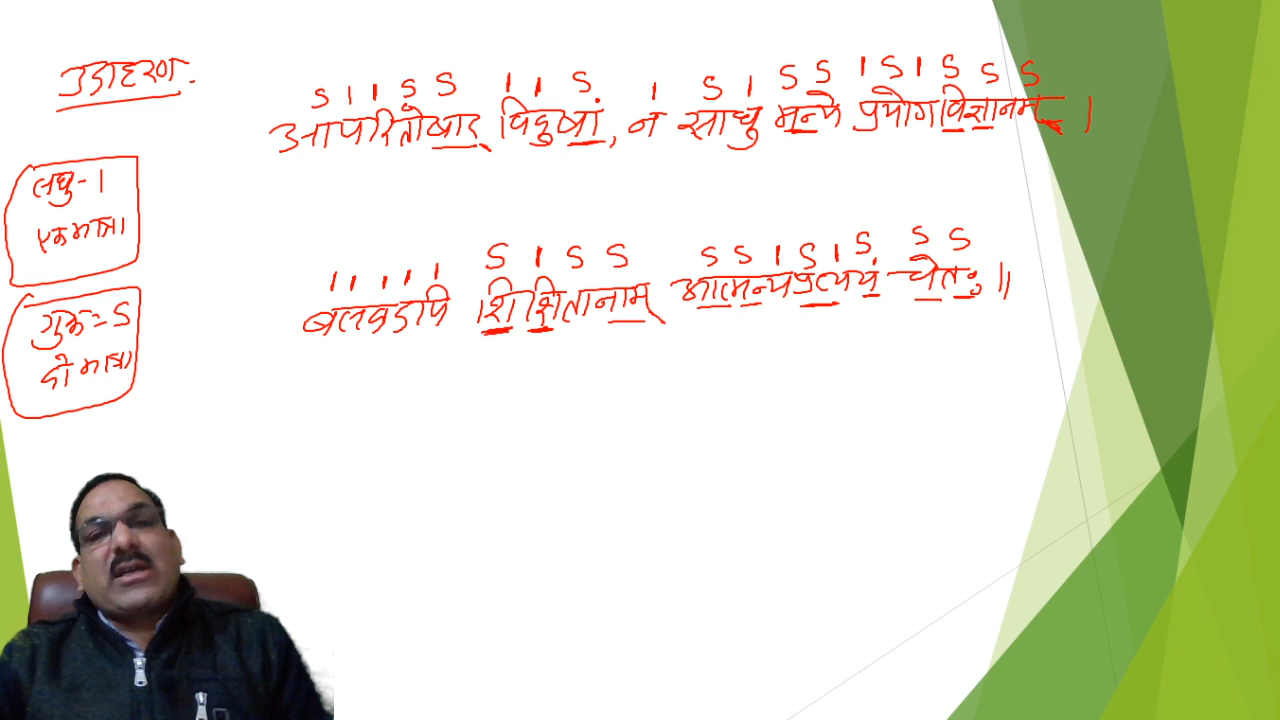 उदाहरण.
S I I S S I I S I S I S S I S I S S S
आपरितोषाद् विदुषां, न साधु मन्ये प्रयोगविज्ञानम् ।
लघु - I
एकमात्रा
I I I I I S I S S S S I S I S S S
बलवदपि शिक्षितानाम् आत्मन्यप्रत्ययं चेतः ॥
गुरु = S
दो मात्रा